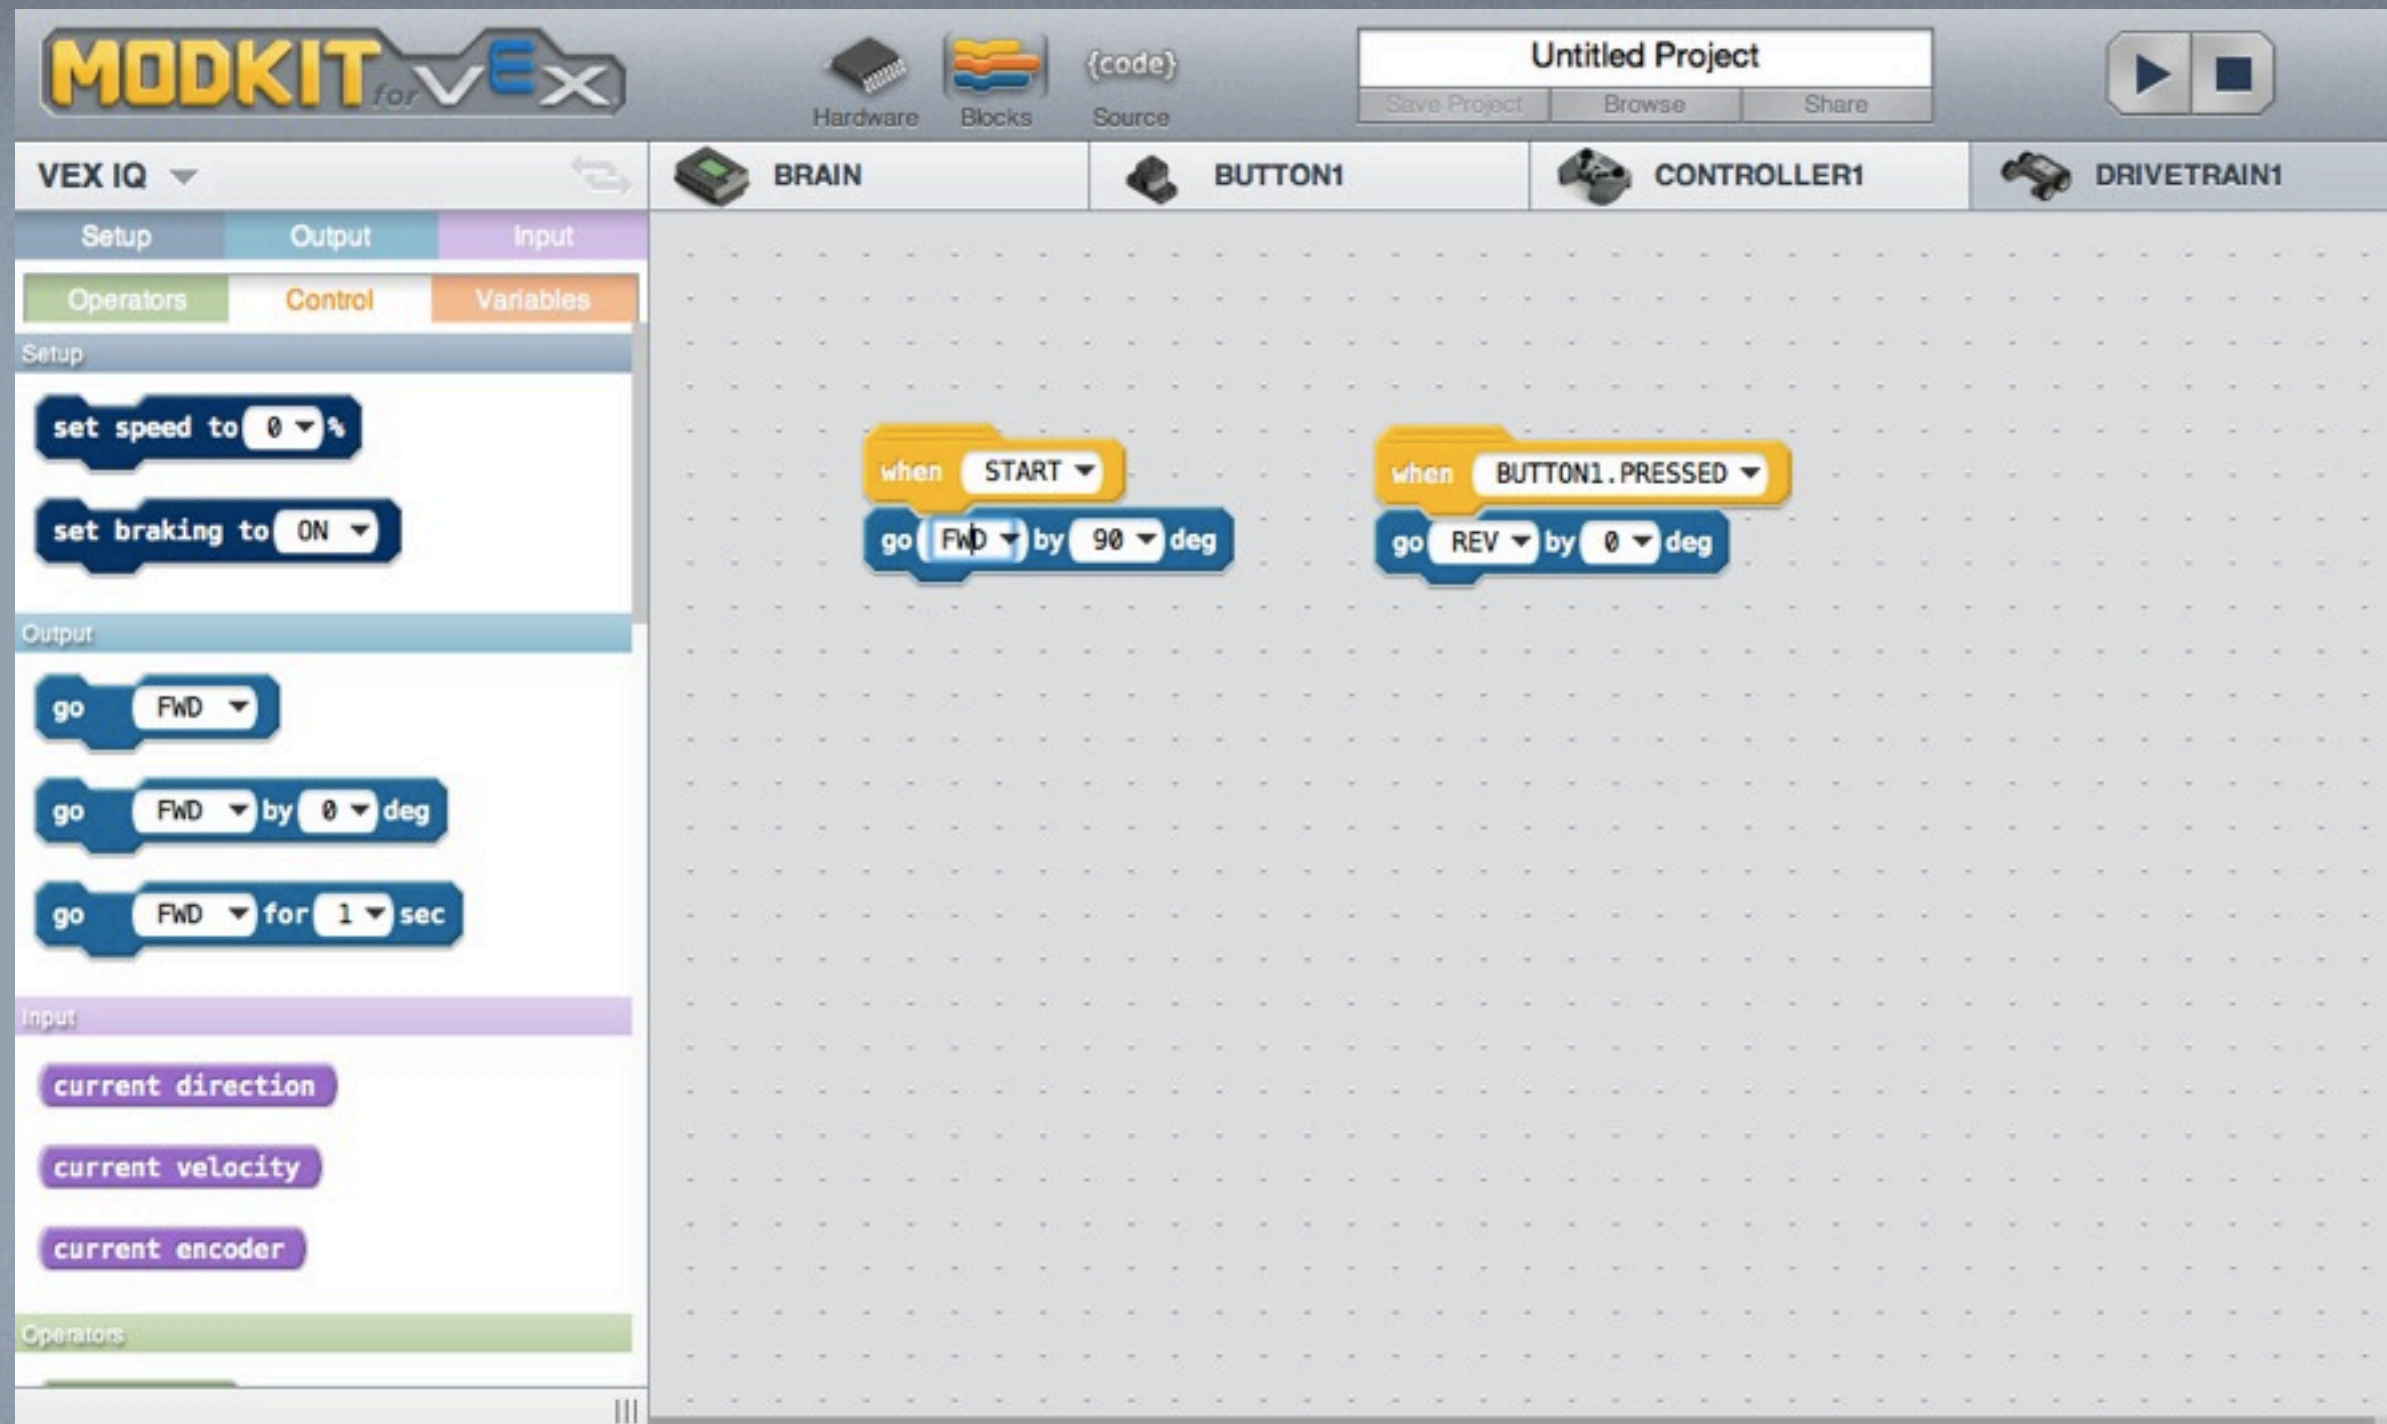 MODKIT for VEX
Hardware
Blocks
{code}
Source
Untitled Project
Save Project
Browse
Share
VEX IQ
BRAIN
BUTTON1
CONTROLLER1
DRIVETRAIN1
Setup
Output
Input
Operators
Control
Variables
Setup
set speed to 0 %
set braking to ON
Output
go FWD
go FWD by 0 deg
go FWD for 1 sec
Input
current direction
current velocity
current encoder
Operators
when START
go FWD by 90 deg
when BUTTON1.PRESSED
go REV by 0 deg